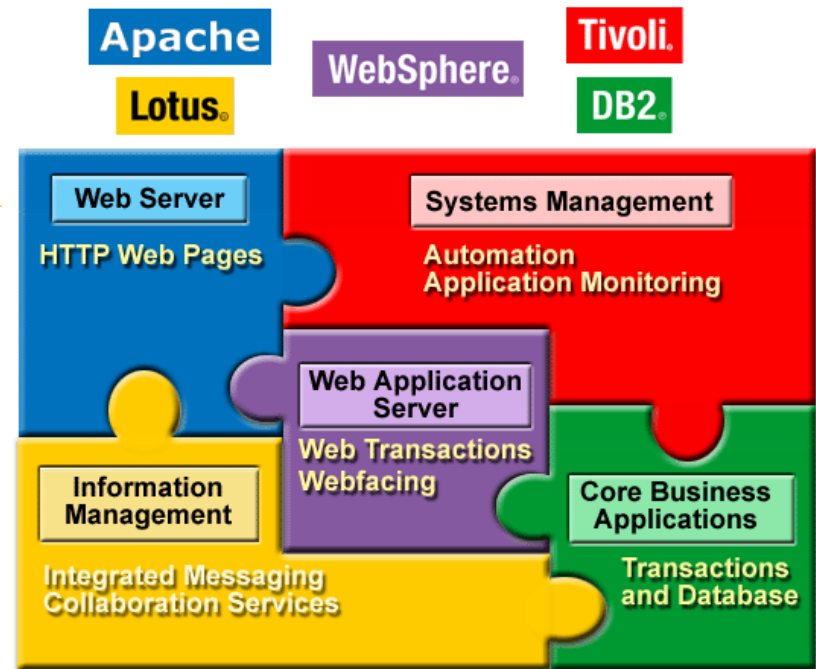 Apache
Lotus®
WebSphere®
Tivoli®
DB2®
Web Server
HTTP Web Pages
Systems Management
Automation
Application Monitoring
Web Application
Server
Web Transactions
Webfacing
Information
Management
Integrated Messaging
Collaboration Services
Core Business
Applications
Transactions
and Database